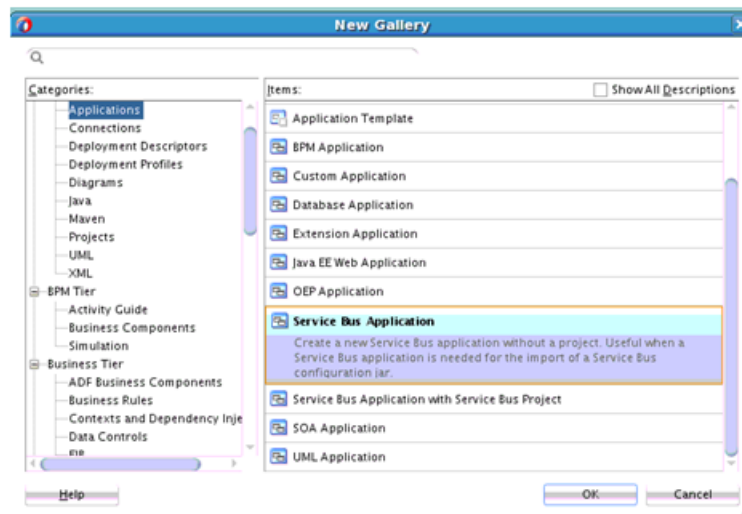 New Gallery
Categories:
Applications
Connections
Deployment Descriptors
Deployment Profiles
Diagrams
Java
Maven
Projects
UML
XML
BPM Tier
Activity Guide
Business Components
Simulation
Business Tier
ADF Business Components
Business Rules
Contexts and Dependency Inje
Data Controls
Items:
Show All Descriptions
Application Template
BPM Application
Custom Application
Database Application
Extension Application
Java EE Web Application
OEP Application
Service Bus Application
Create a new Service Bus application without a project. Useful when a
Service Bus application is needed for the import of a Service Bus
configuration jar.
Service Bus Application with Service Bus Project
SOA Application
UML Application
Help
OK
Cancel